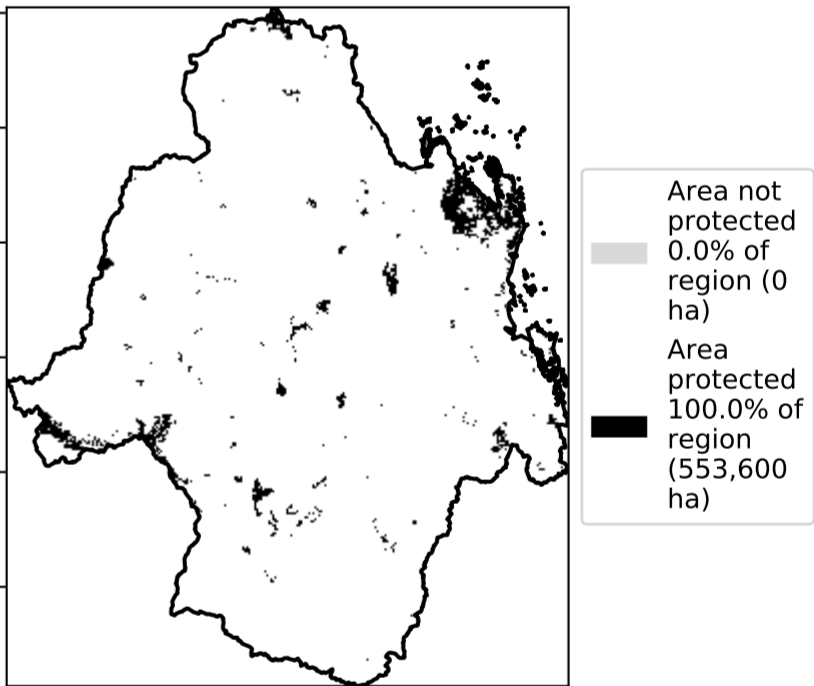 Area not
protected
0.0% of
region (0
ha)
Area
protected
100.0% of
region
(553,600
ha)